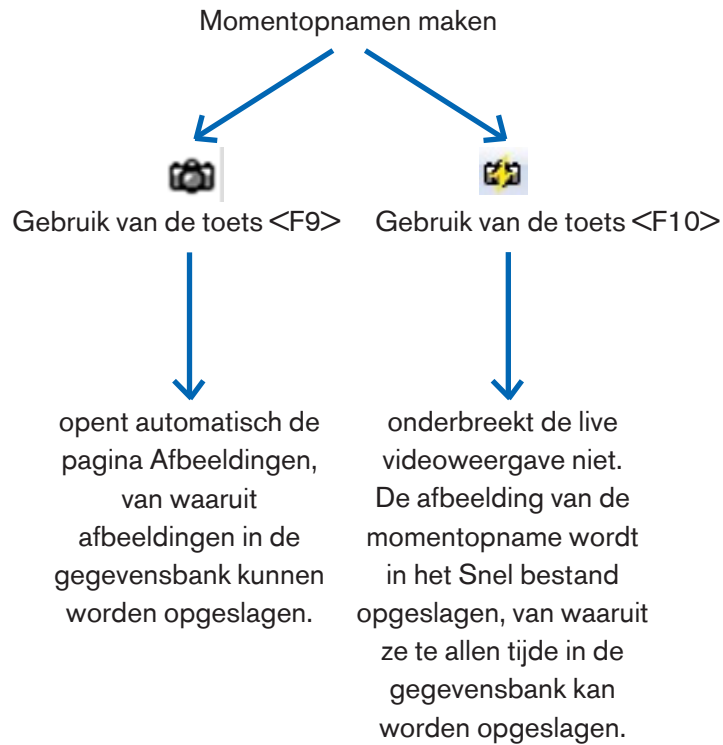 Momentopnamen maken
Gebruik van de toets <F9>
Gebruik van de toets <F10>
opent automatisch de
pagina Afbeeldingen,
van waaruit
afbeeldingen in de
gegevensbank kunnen
worden opgeslagen.
onderbreekt de live
videoweergave niet.
De afbeelding van de
momentopname wordt
in het Snel bestand
opgeslagen, van waaruit
ze te allen tijde in de
gegevensbank kan
worden opgeslagen.